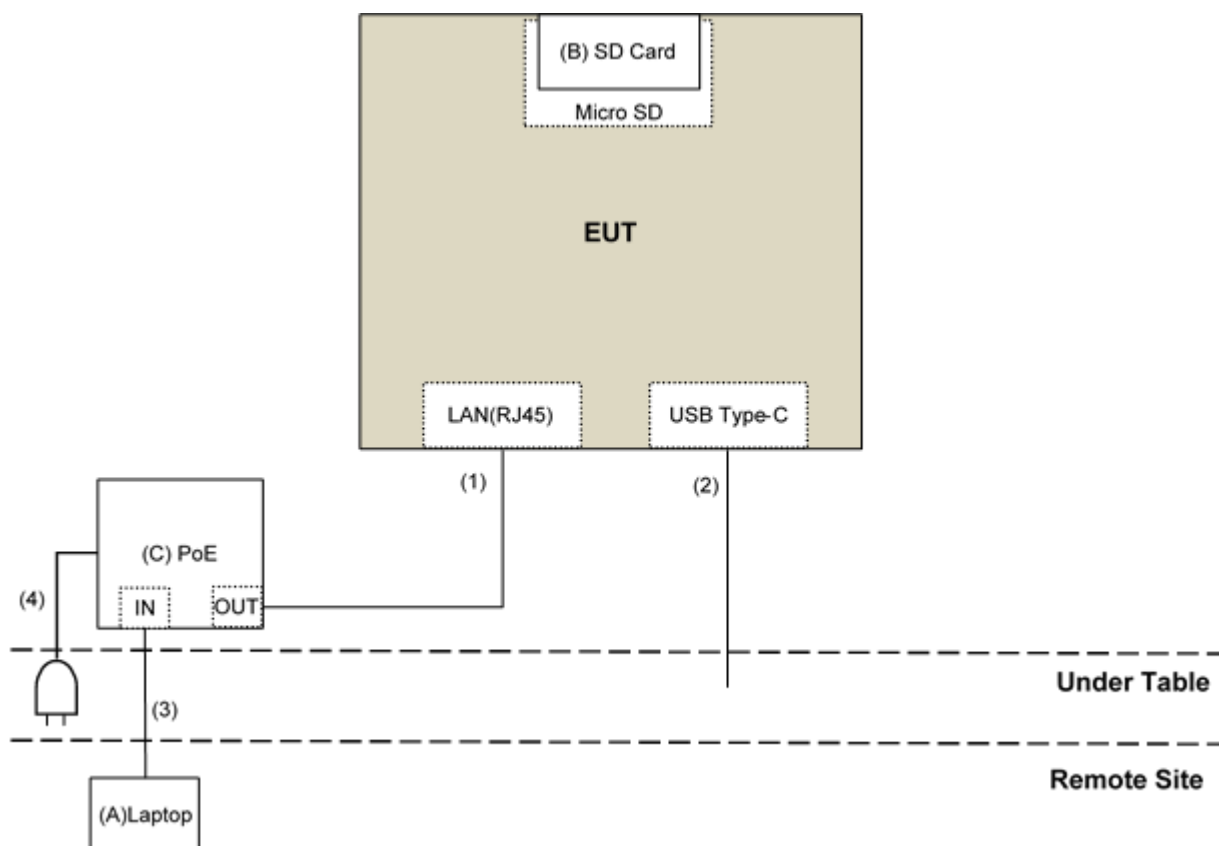 (B) SD Card
Micro SD
EUT
LAN(RJ45)
USB Type-C
(1)
(2)
(C) PoE
(4)
IN
OUT
Under Table
(3)
Remote Site
(A)Laptop